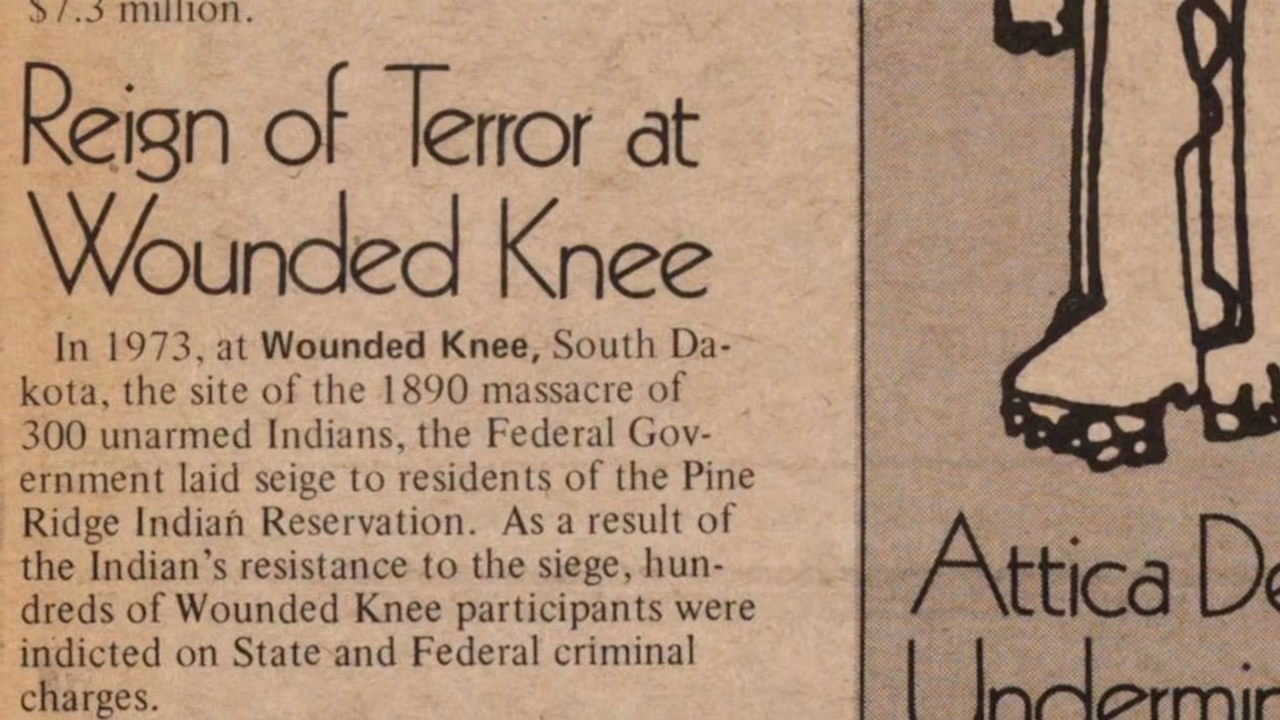 $7.3 million.
Reign of Terror at
Wounded Knee
In 1973, at Wounded Knee, South Da-
kota, the site of the 1890 massacre of
300 unarmed Indians, the Federal Gov-
ernment laid seige to residents of the Pine
Ridge Indian Reservation. As a result of
the Indian's resistance to the siege, hun-
dreds of Wounded Knee participants were
indicted on State and Federal criminal
charges.
Attica De
Undermin